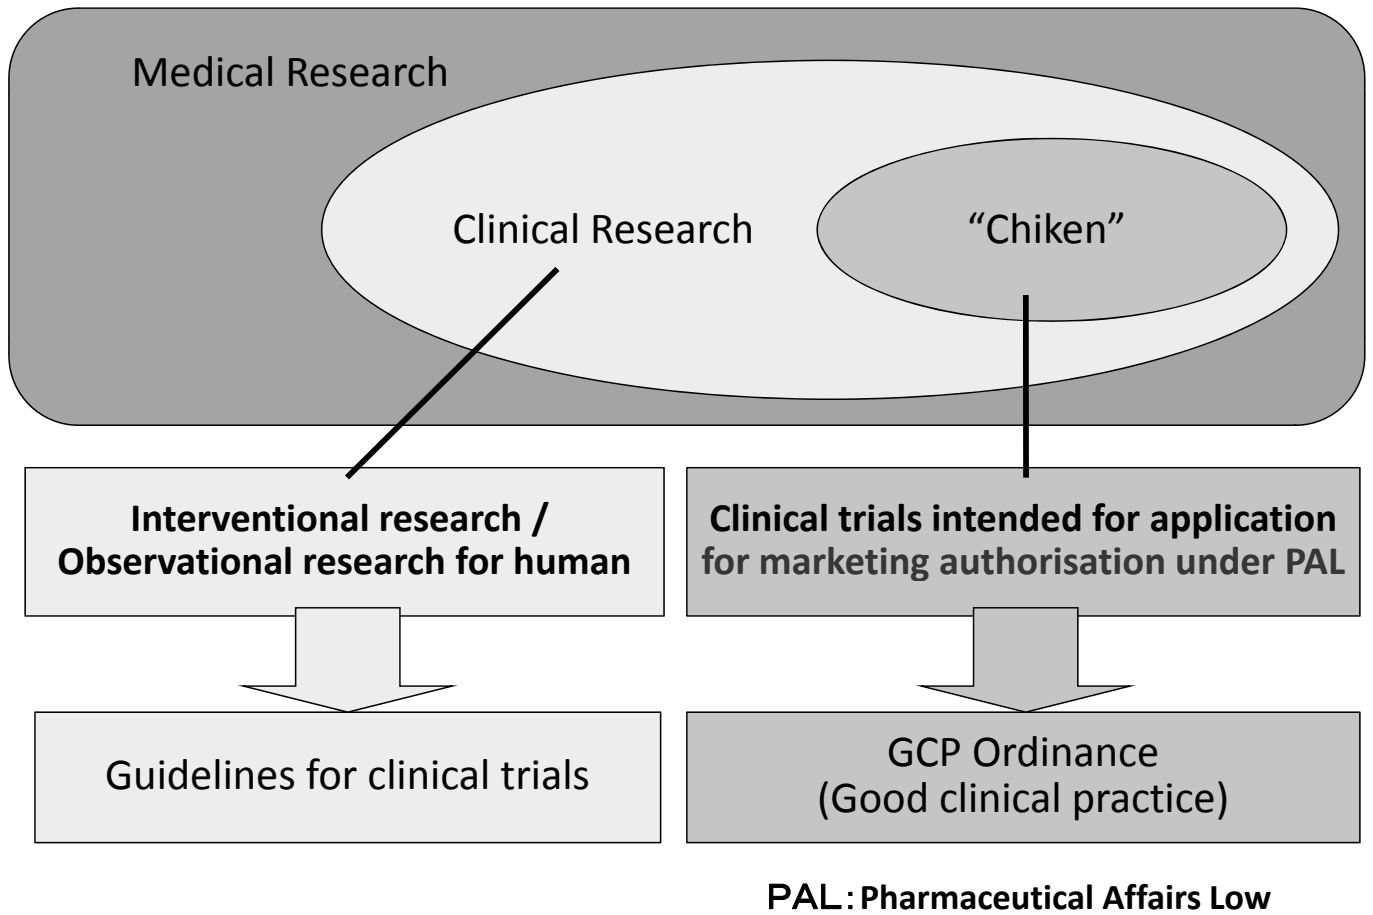 Medical Research
Clinical Research
“Chiken”
Interventional research /
Observational research for human
Clinical trials intended for application
for marketing authorisation under PAL
Guidelines for clinical trials
GCP Ordinance
(Good clinical practice)
PAL：Pharmaceutical Affairs Low